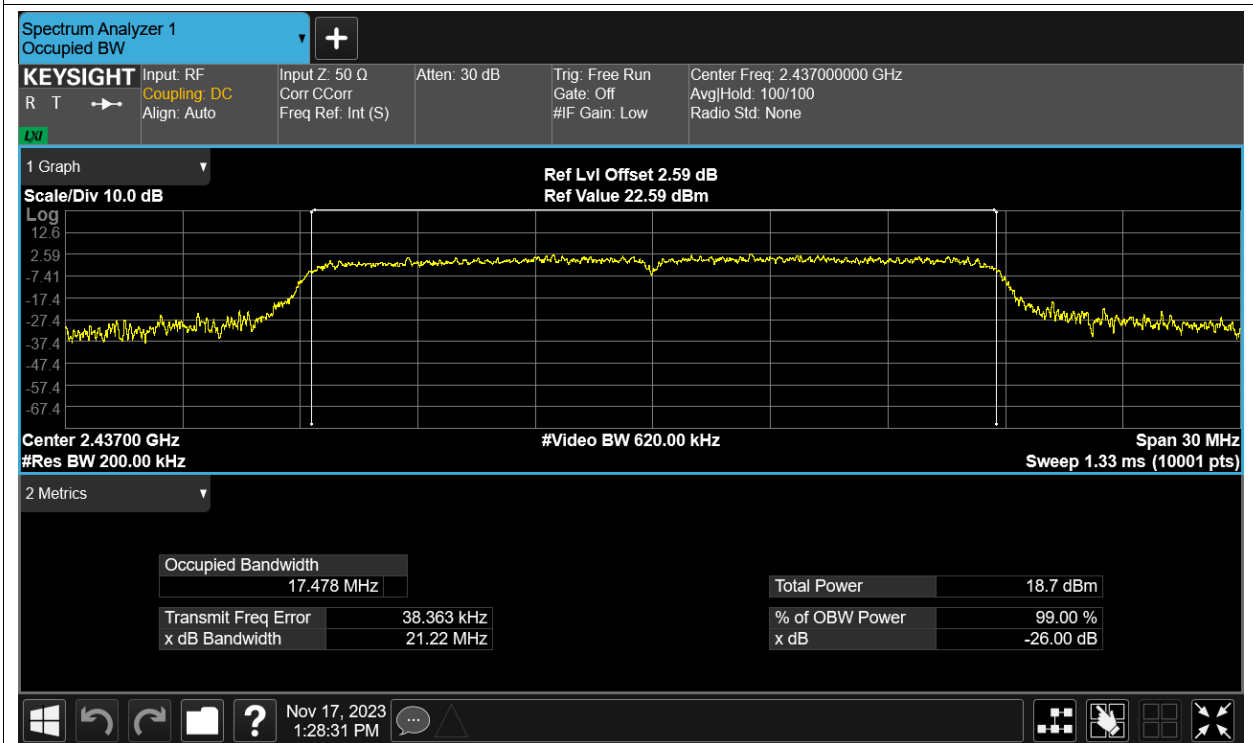 Spectrum Analyzer 1
Occupied BW
KEYSIGHT
R T
LXI
Input: RF
Coupling: DC
Align: Auto
Input Z: 50 Ω
Corr CCorr
Freq Ref: Int (S)
Atten: 30 dB
Trig: Free Run
Gate: Off
#IF Gain: Low
Center Freq: 2.437000000 GHz
Avg|Hold: 100/100
Radio Std: None
1 Graph
Scale/Div 10.0 dB
Ref Lvl Offset 2.59 dB
Ref Value 22.59 dBm
Log
12.6
2.59
-7.41
-17.4
-27.4
-37.4
-47.4
-57.4
-67.4
Center 2.43700 GHz
#Res BW 200.00 kHz
#Video BW 620.00 kHz
Span 30 MHz
Sweep 1.33 ms (10001 pts)
2 Metrics
Occupied Bandwidth
17.478 MHz
Transmit Freq Error 38.363 kHz
x dB Bandwidth 21.22 MHz
Total Power 18.7 dBm
% of OBW Power 99.00 %
x dB -26.00 dB
?
Nov 17, 2023
1:28:31 PM